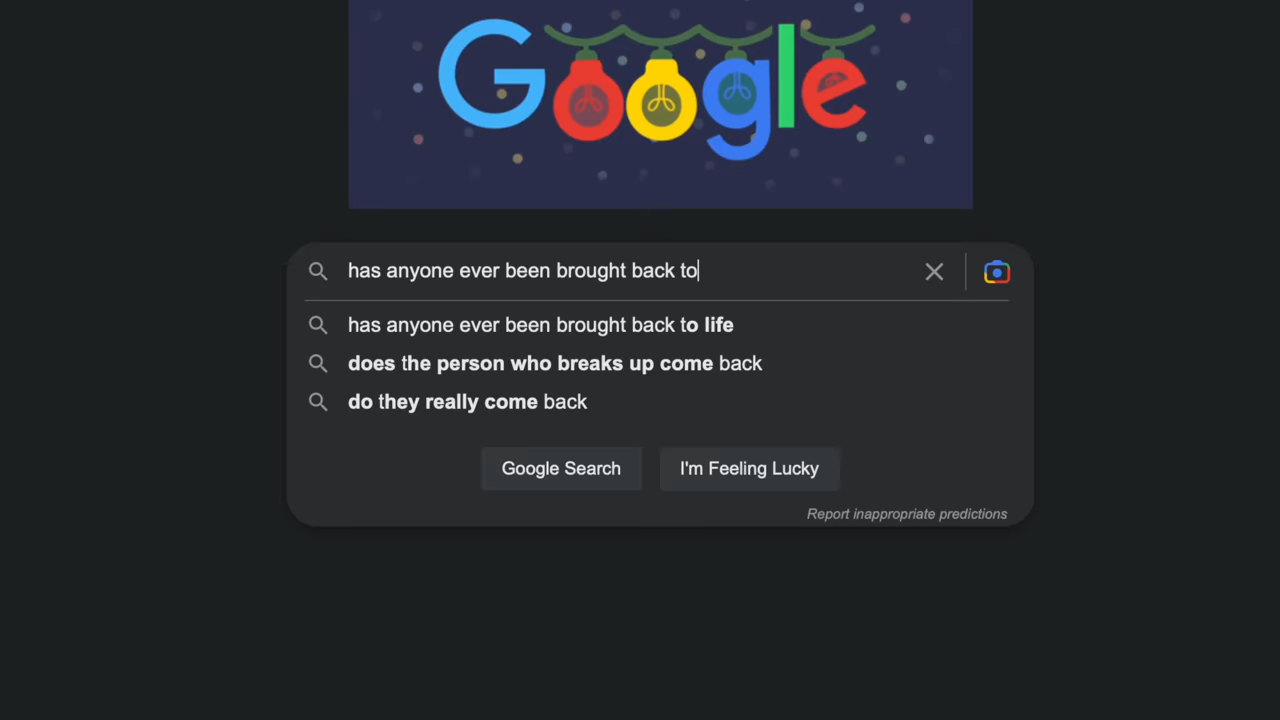 Google
has anyone ever been brought back to
has anyone ever been brought back to life
does the person who breaks up come back
do they really come back
Google Search
I'm Feeling Lucky
Report inappropriate predictions